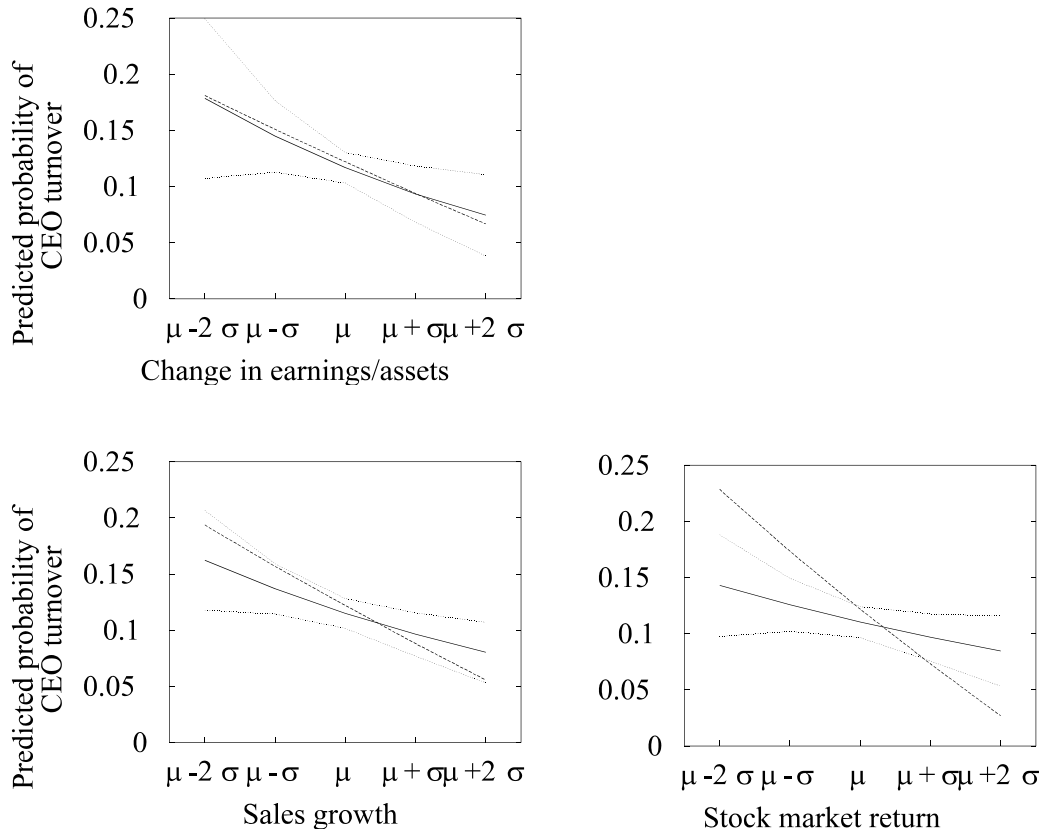 Predicted probability of
CEO turnover
0.25
0.2
0.15
0.1
0.05
0
μ -2 σ μ - σ μ μ + σ μ +2 σ
Change in earnings/assets
Predicted probability of
CEO turnover
0.25
0.2
0.15
0.1
0.05
0
μ -2 σ μ - σ μ μ + σ μ +2 σ
Sales growth
0.25
0.2
0.15
0.1
0.05
0
μ -2 σ μ - σ μ μ + σ μ +2 σ
Stock market return